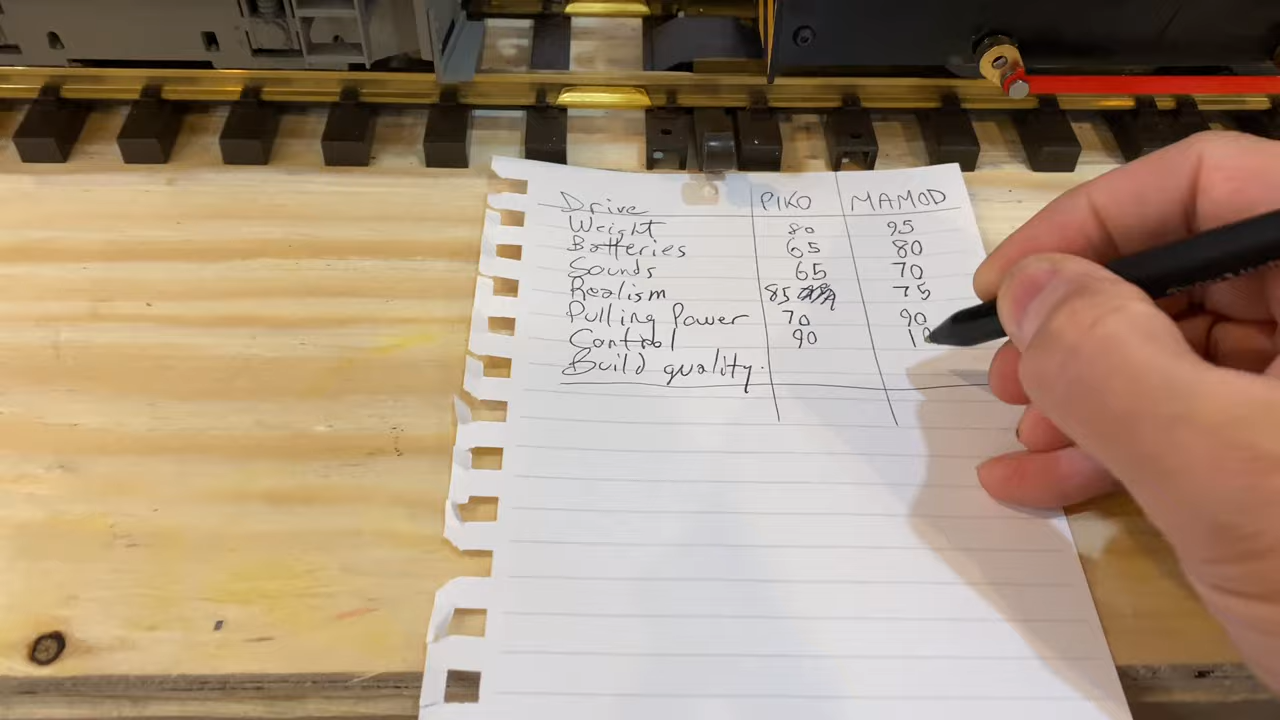 Drive PIKO MAMOD
Weight 80 95
Batteries 65 80
Sounds 65 70
Realism 85 75
Pulling Power 70 90
Control 90
Build quality.